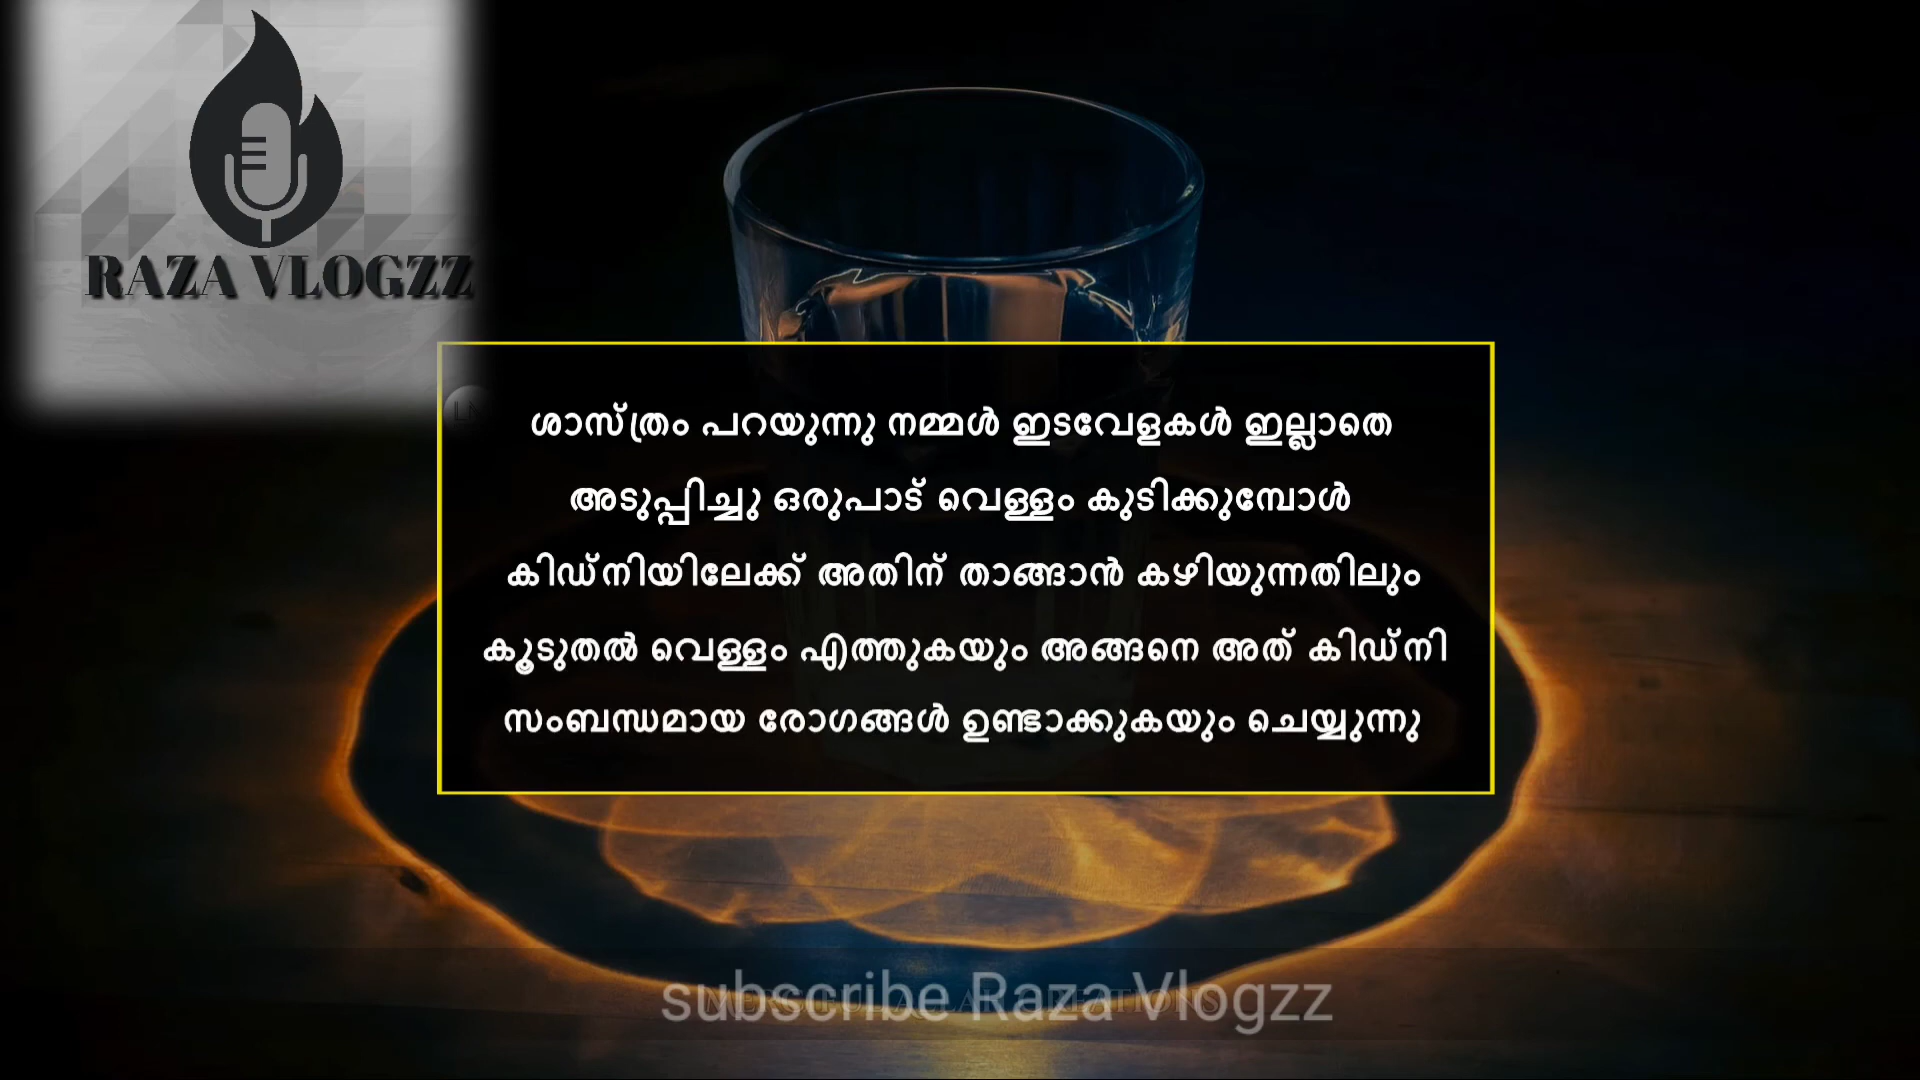 RAZA VLOGZZ
ശാസ്ത്രം പറയുന്നു നമ്മൾ ഇടവേളകൾ ഇല്ലാതെ
അടുപ്പിച്ചു ഒരുപാട് വെള്ളം കുടിക്കുമ്പോൾ
കിഡ്നിയിലേക്ക് അതിന് താങ്ങാൻ കഴിയുന്നതിലും
കൂടുതൽ വെള്ളം എത്തുകയും അങ്ങനെ അത് കിഡ്നി
സംബന്ധമായ രോഗങ്ങൾ ഉണ്ടാക്കുകയും ചെയ്യുന്നു
subscribe Raza Vlogzz